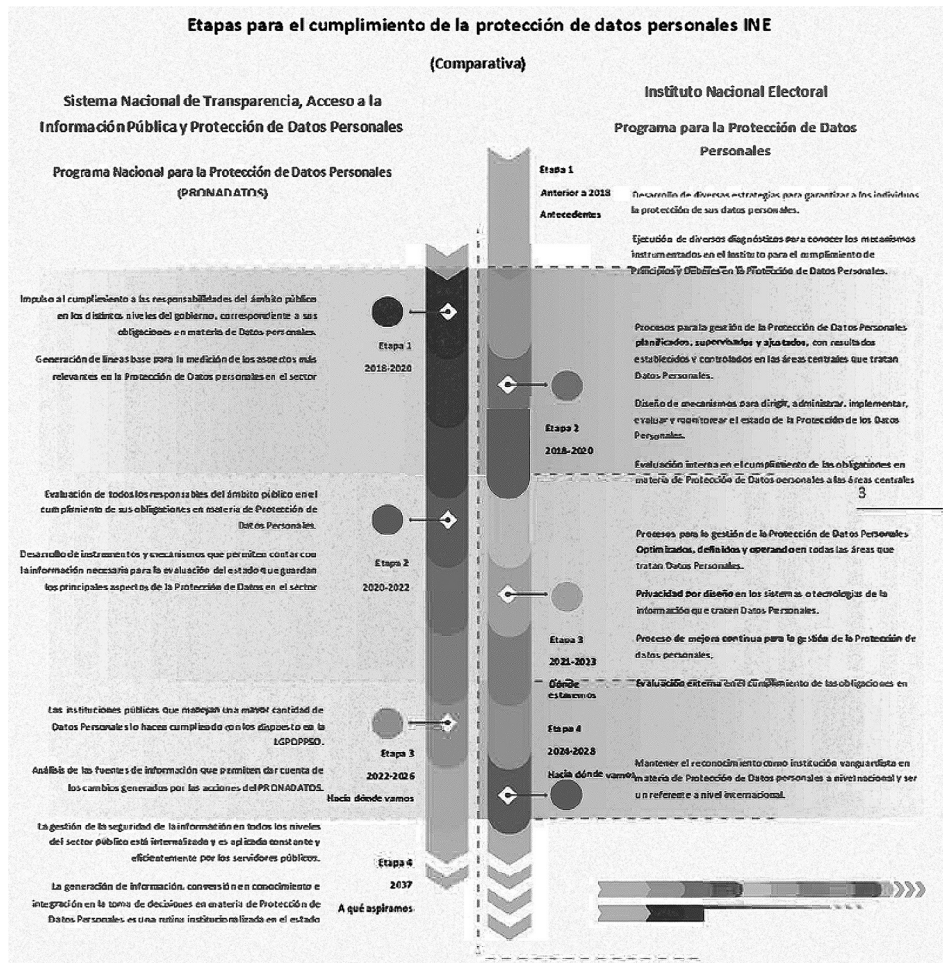 Etapas para el cumplimiento de la protección de datos personales INE
(Comparativa)
Sistema Nacional de Transparencia, Acceso a la
Información Pública y Protección de Datos Personales
Programa Nacional para la Protección de Datos Personales
(PRONADATOS)
Impulso al cumplimiento a las responsabilidades del ámbito público
en los distintos niveles del gobierno, correspondiente a sus
obligaciones en materia de Datos personales.
Generación de líneas base para la medición de los aspectos más
relevantes en la Protección de Datos personales en el sector
Etapa 1
2018-2020
Evaluación de todos los responsables del ámbito público en el
cumplimiento de sus obligaciones en materia de Protección de
Datos Personales.
Desarrollo de instrumentos y mecanismos que permiten contar con
la información necesaria para la evaluación del estado que guardan
los principales aspectos de la Protección de Datos en el sector
Etapa 2
2020-2022
Las instituciones públicas que manejan una mayor cantidad de
Datos Personales lo hacen cumpliendo con los dispuesto en la
LGPDPPSO.
Análisis de las fuentes de información que permiten dar cuenta de
los cambios generados por las acciones del PRONADATOS.
Etapa 3
2022-2026
Hacia dónde vamos
La gestión de la seguridad de la información en todos los niveles
del sector público está internalizada y es aplicada constante y
eficientemente por los servidores públicos.
La generación de información, conversión en conocimiento e
integración en la toma de decisiones en materia de Protección de
Datos Personales es una rutina institucionalizada en el estado
Etapa 4
2037
A qué aspiramos
Instituto Nacional Electoral
Programa para la Protección de Datos
Personales
Etapa 1
Anterior a 2018
Antecedentes
Desarrollo de diversas estrategias para garantizar a los individuos
la protección de sus datos personales.
Ejecución de diversos diagnósticos para conocer los mecanismos
instrumentados en el Instituto para el cumplimiento de
Principios y Deberes en la Protección de Datos Personales.
Procesos para la gestión de la Protección de Datos Personales
planificados, supervisados y ajustados, con resultados
establecidos y controlados en las áreas centrales que tratan
Datos Personales.
Diseño de mecanismos para dirigir, administrar, implementar,
evaluar y monitorear el estado de la Protección de los Datos
Personales.
Evaluación interna en el cumplimiento de las obligaciones en
materia de Protección de Datos personales a las áreas centrales
Etapa 2
2018-2020
3
Procesos para la gestión de la Protección de Datos Personales
Optimizados, definidos y operando en todas las áreas que
tratan Datos Personales.
Privacidad por diseño en los sistemas o tecnologías de la
información que traten Datos Personales.
Proceso de mejora continua para la gestión de la Protección de
datos personales.
Evaluación externa en el cumplimiento de las obligaciones en
Etapa 3
2021-2023
Dónde
estaremos
Etapa 4
2024-2028
Hacia dónde vamos
Mantener el reconocimiento como institución vanguardista en
materia de Protección de Datos personales a nivel nacional y ser
un referente a nivel internacional.